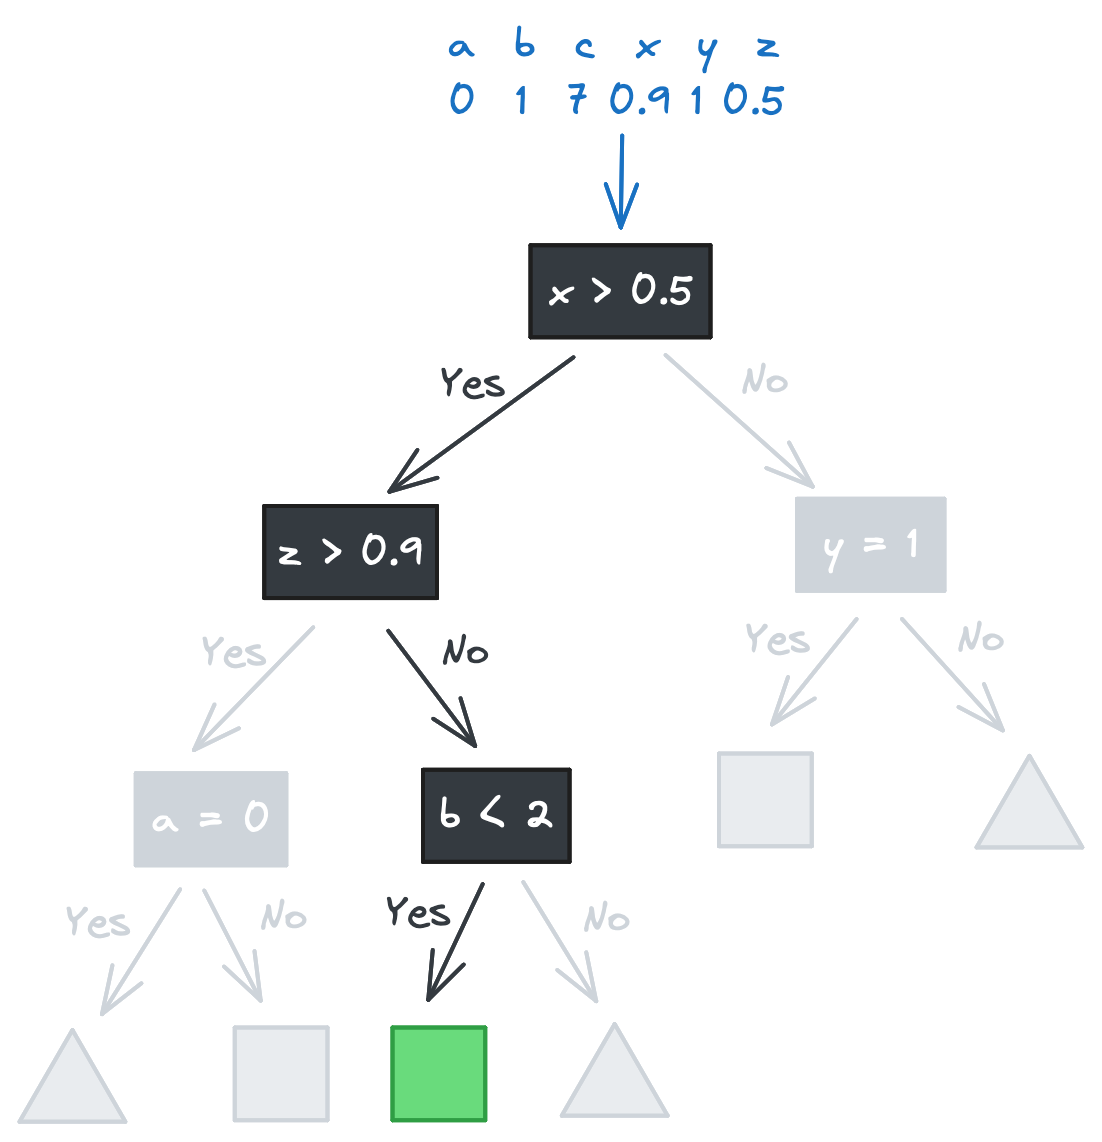 a b c x y z
0 1 7 0.9 1 0.5
x > 0.5
Yes
No
z > 0.9
y = 1
Yes
No
Yes
No
a = 0
b < 2
Yes
No
Yes
No